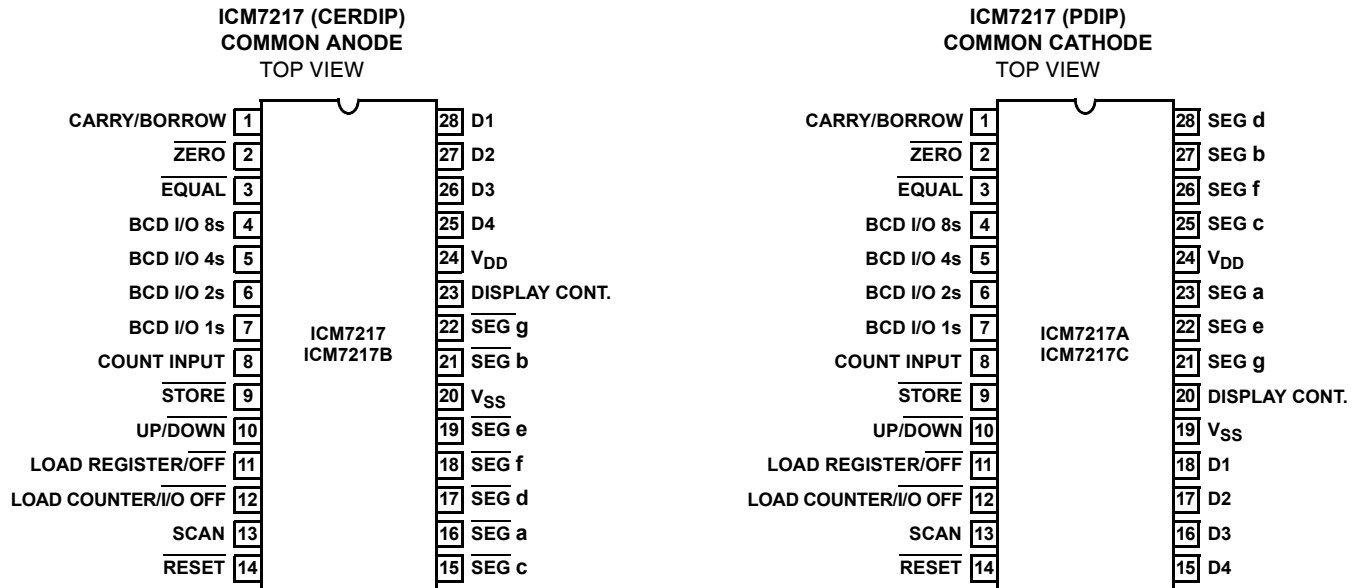 ICM7217 (CERDIP)
COMMON ANODE
TOP VIEW
CARRY/BORROW 1
ZERO 2
EQUAL 3
BCD I/O 8s 4
BCD I/O 4s 5
BCD I/O 2s 6
BCD I/O 1s 7
COUNT INPUT 8
STORE 9
UP/DOWN 10
LOAD REGISTER/OFF 11
LOAD COUNTER/I/O OFF 12
SCAN 13
RESET 14
ICM7217
ICM7217B
28 D1
27 D2
26 D3
25 D4
24 VDD
23 DISPLAY CONT.
22 SEG g
21 SEG b
20 VSS
19 SEG e
18 SEG f
17 SEG d
16 SEG a
15 SEG c
ICM7217 (PDIP)
COMMON CATHODE
TOP VIEW
CARRY/BORROW 1
ZERO 2
EQUAL 3
BCD I/O 8s 4
BCD I/O 4s 5
BCD I/O 2s 6
BCD I/O 1s 7
COUNT INPUT 8
STORE 9
UP/DOWN 10
LOAD REGISTER/OFF 11
LOAD COUNTER/I/O OFF 12
SCAN 13
RESET 14
ICM7217A
ICM7217C
28 SEG d
27 SEG b
26 SEG f
25 SEG c
24 VDD
23 SEG a
22 SEG e
21 SEG g
20 DISPLAY CONT.
19 VSS
18 D1
17 D2
16 D3
15 D4